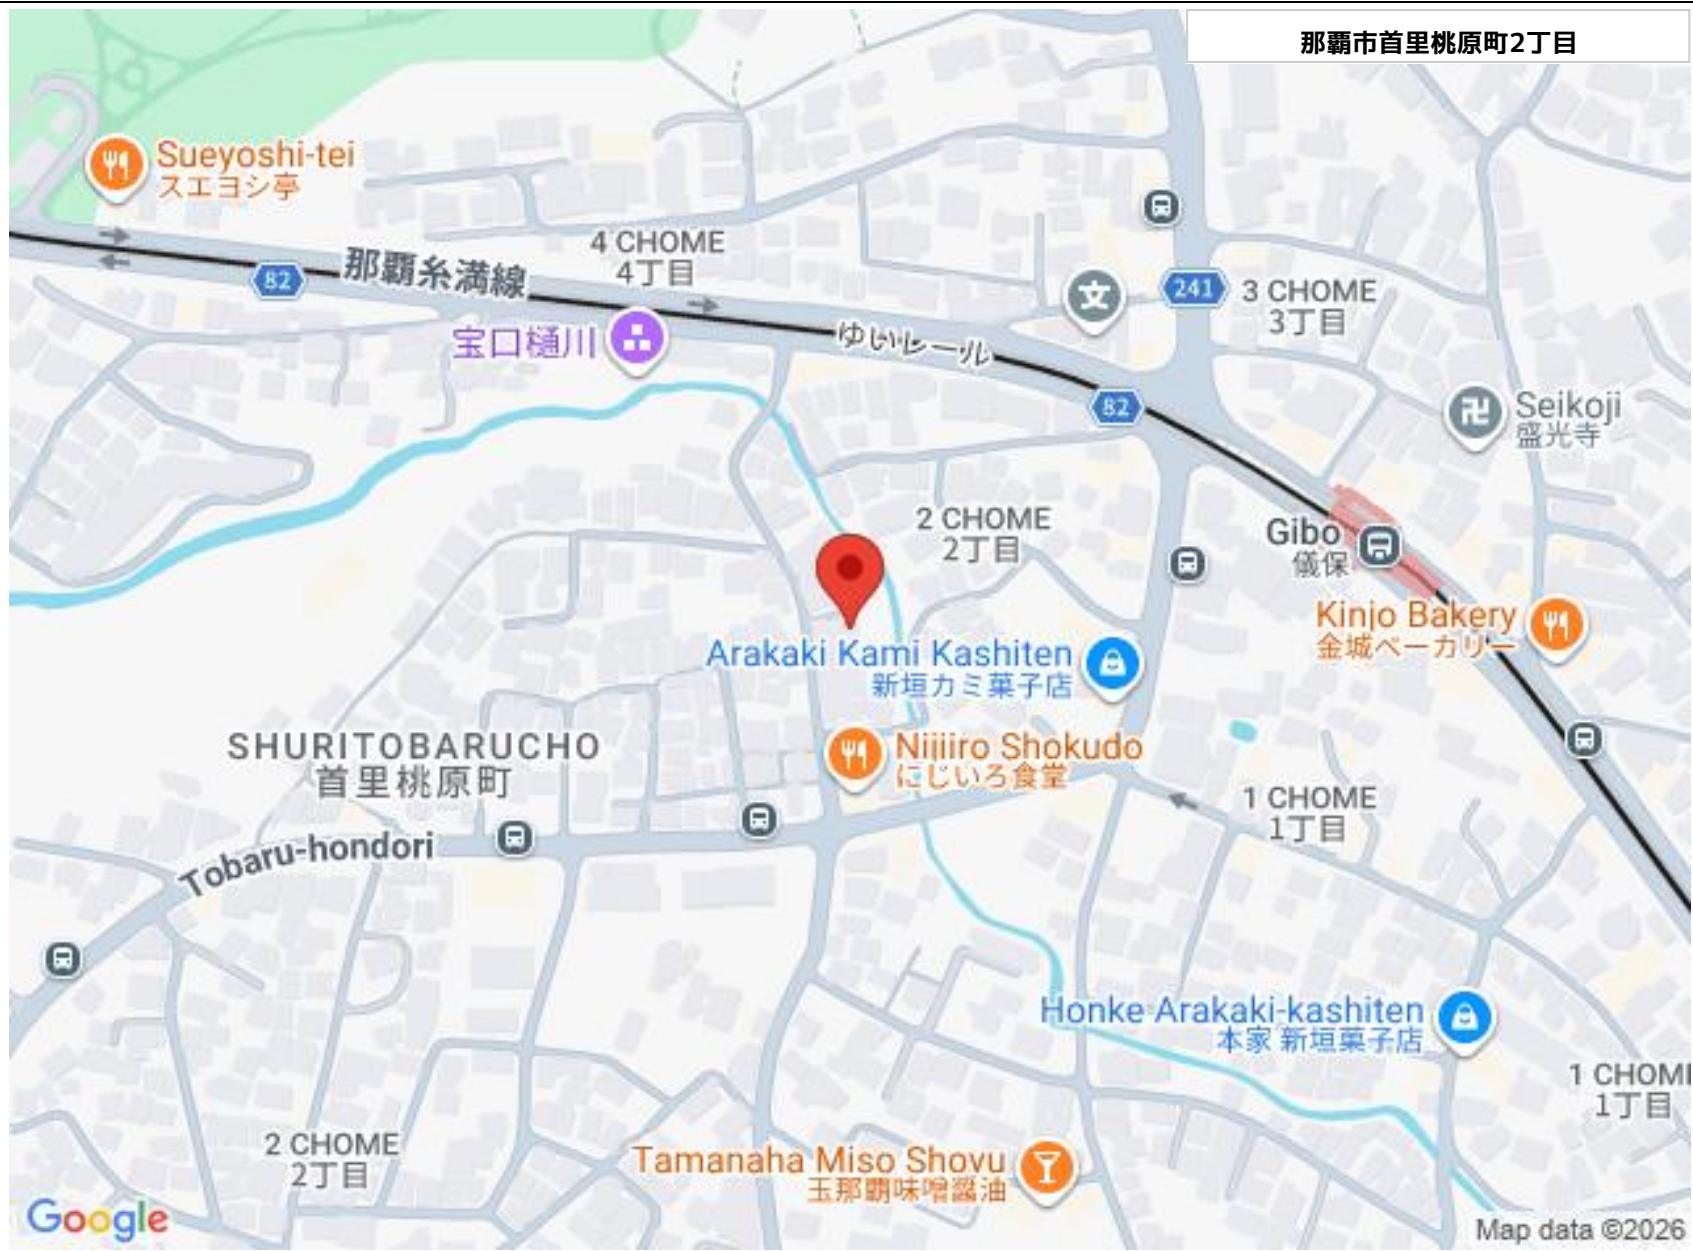 那覇市首里桃原町2丁目
Sueyoshi-tei
スエヨシ亭
4 CHOME
4丁目
那覇糸満線
82
241
3 CHOME
3丁目
宝口樋川
ゆいレール
文
82
Seikoji
盛光寺
2 CHOME
2丁目
Gibo
儀保
Kinjo Bakery
金城ベーカリー
Arakaki Kami Kashiten
新垣カミ菓子店
SHURITOBARUCHO
首里桃原町
Nijiiro Shokudo
にじいろ食堂
1 CHOME
1丁目
Tobaru-hondori
Honke Arakaki-kashiten
本家 新垣菓子店
1 CHOME
1丁目
2 CHOME
2丁目
Tamanaha Miso Shoyu
玉那覇味噌醤油
Google
Map data ©2026